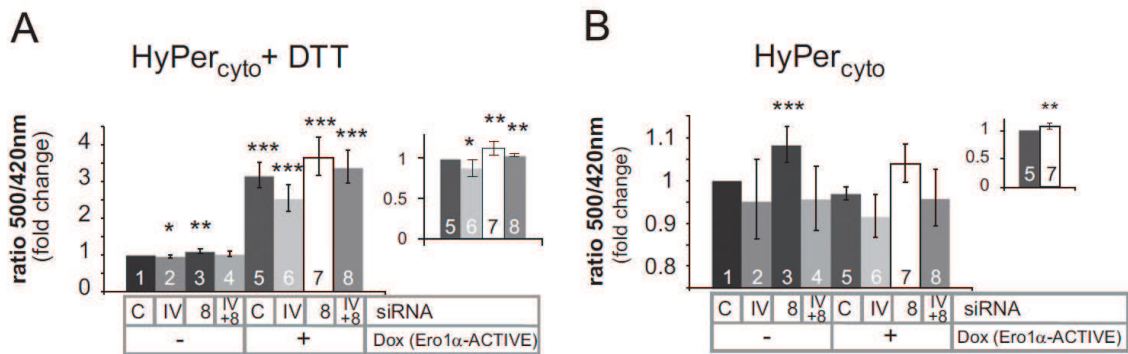 A
HyPercyto + DTT
ratio 500/420nm
(fold change)
4
3
2
1
0
* ** *** *** *** ***
1 2 3 4 5 6 7 8
1
0.5
0
* ** **
5 6 7 8
C IV 8 IV+8 C IV 8 IV+8 siRNA
- + Dox (Ero1α-ACTIVE)
B
HyPercyto
ratio 500/420nm
(fold change)
1.1
1
0.9
0.8
***
1 2 3 4 5 6 7 8
1
0.5
0
**
5 7
C IV 8 IV+8 C IV 8 IV+8 siRNA
- + Dox (Ero1α-ACTIVE)